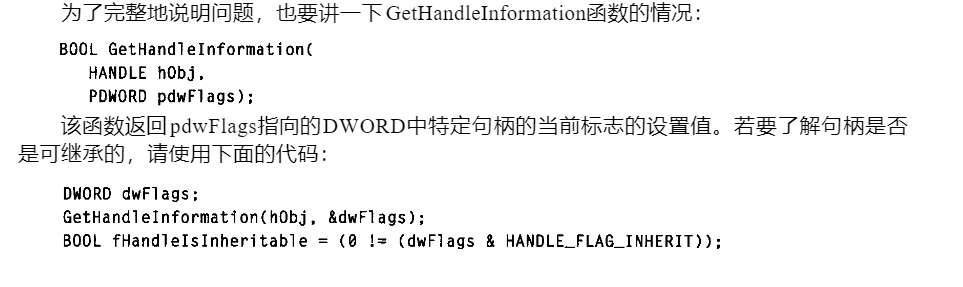 为了完整地说明问题，也要讲一下GetHandleInformation函数的情况：
BOOL GetHandleInformation(
HANDLE hObj,
PDWORD pdwFlags);
该函数返回pdwFlags指向的DWORD中特定句柄的当前标志的设置值。若要了解句柄是否
是可继承的，请使用下面的代码：
DWORD dwFlags;
GetHandleInformation(hObj, &dwFlags);
BOOL fHandleIsInheritable = (0 != (dwFlags & HANDLE_FLAG_INHERIT));